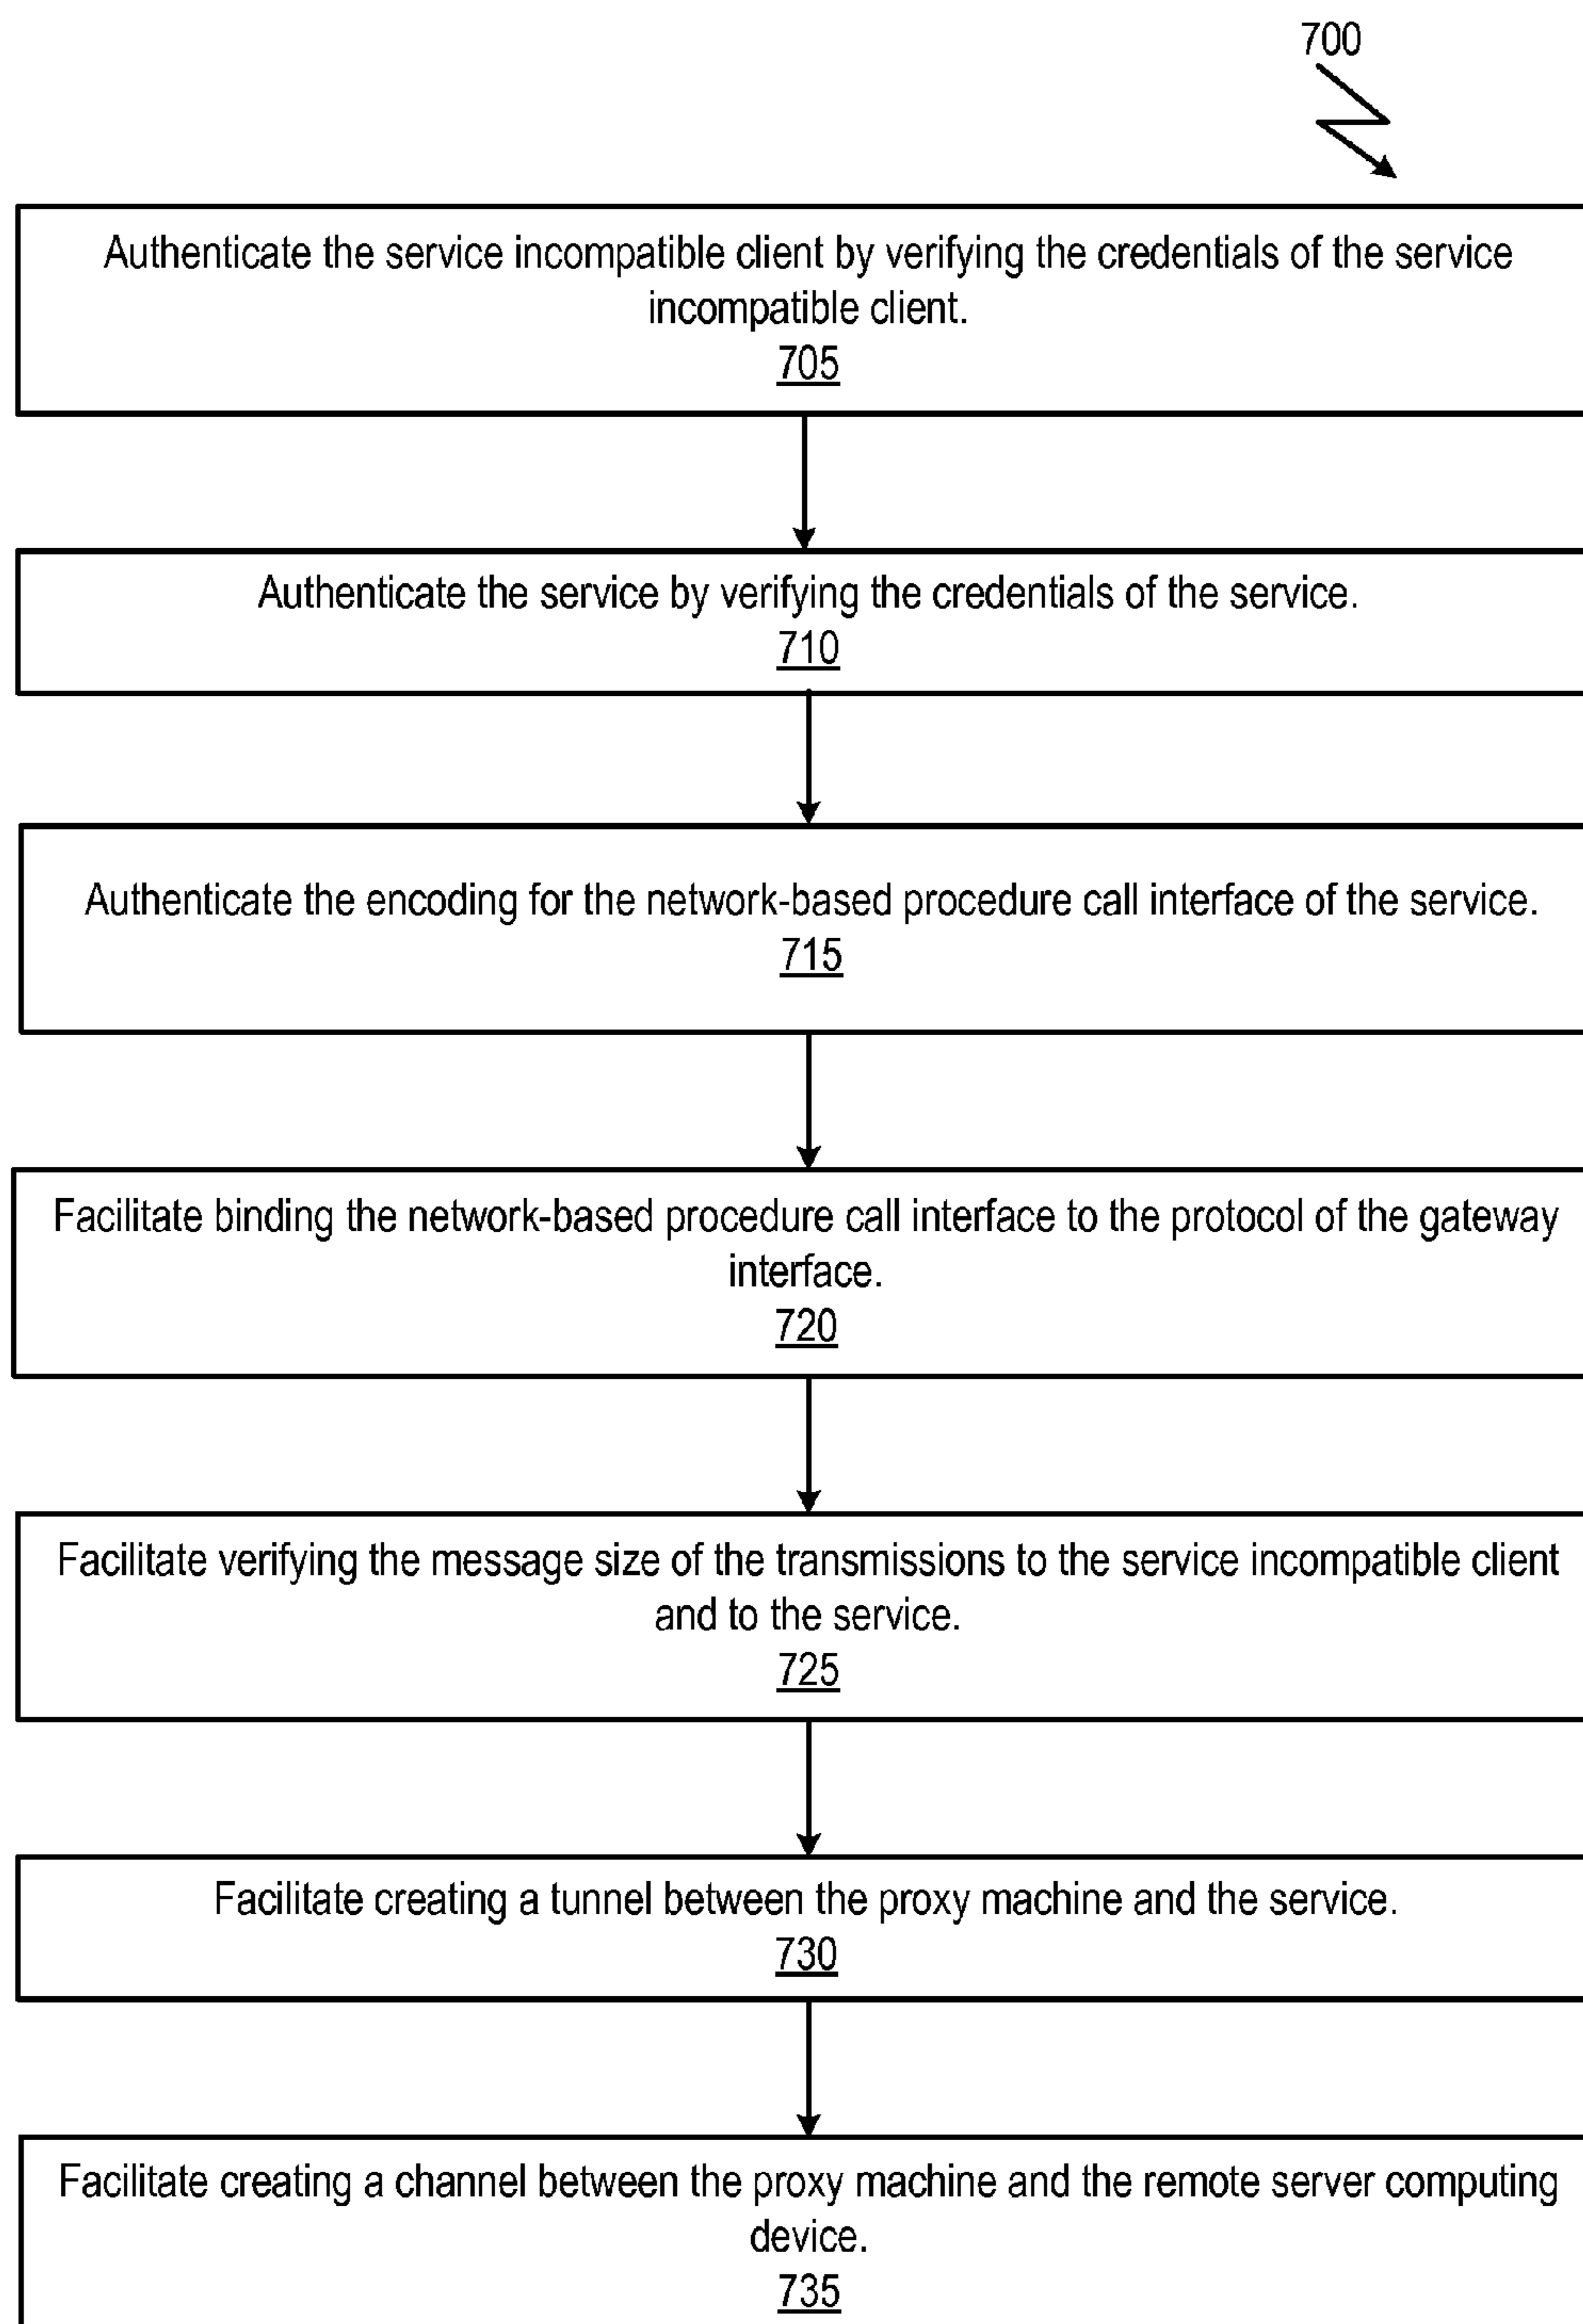 700
Authenticate the service incompatible client by verifying the credentials of the service
incompatible client.
705
Authenticate the service by verifying the credentials of the service.
710
Authenticate the encoding for the network-based procedure call interface of the service.
715
Facilitate binding the network-based procedure call interface to the protocol of the gateway
interface.
720
Facilitate verifying the message size of the transmissions to the service incompatible client
and to the service.
725
Facilitate creating a tunnel between the proxy machine and the service.
730
Facilitate creating a channel between the proxy machine and the remote server computing
device.
735